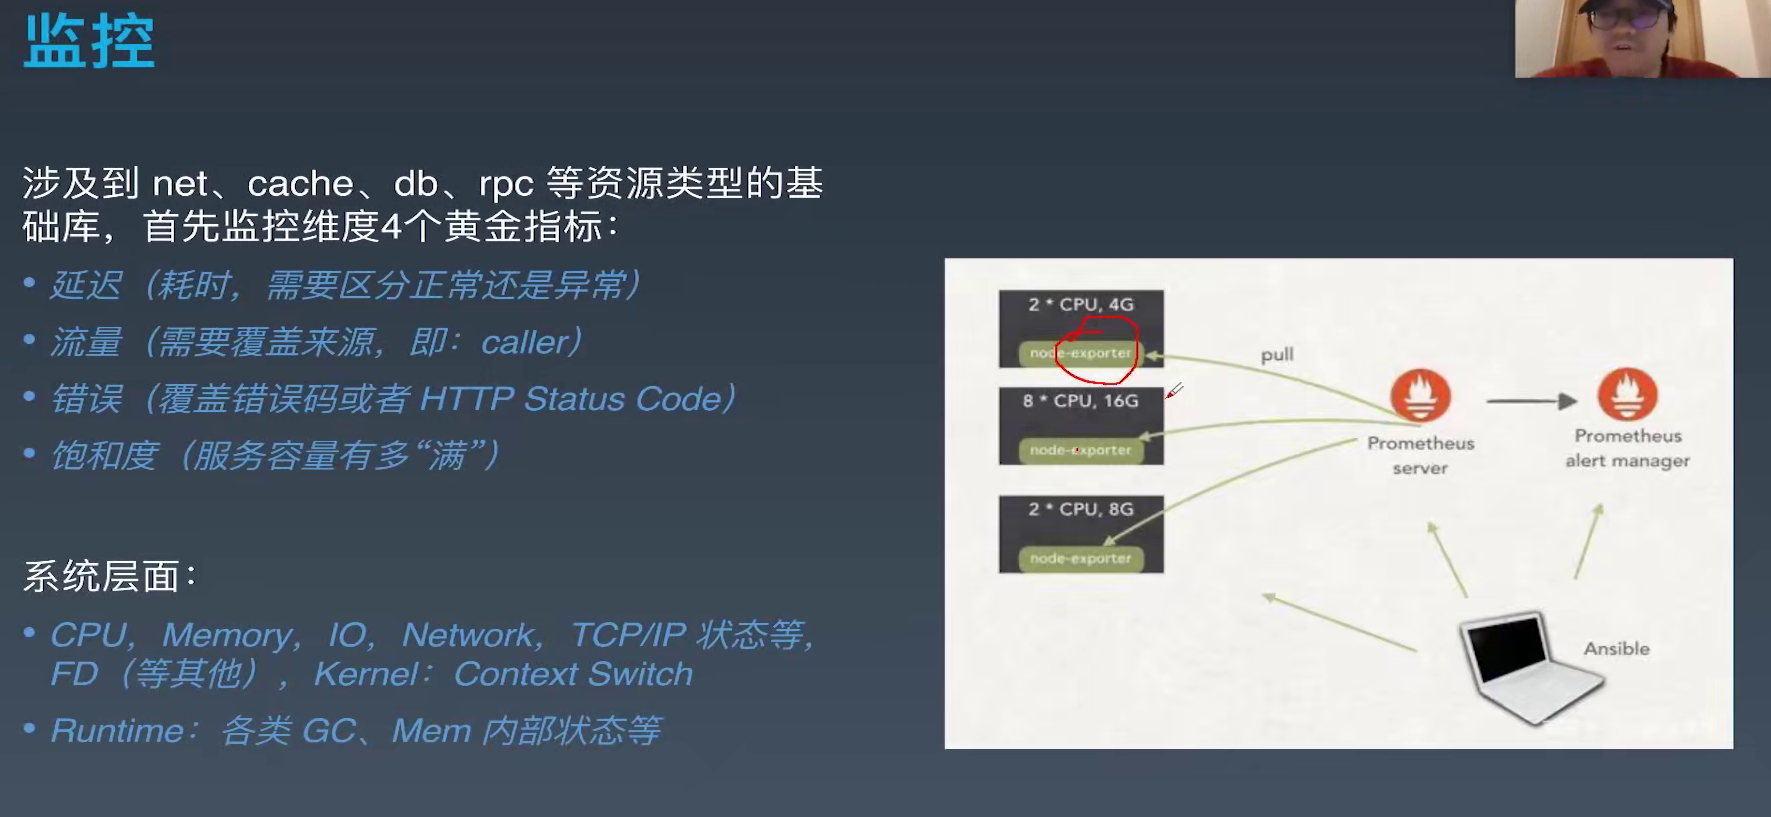 监控
涉及到 net、cache、db、rpc 等资源类型的基
础库，首先监控维度4个黄金指标：
• 延迟（耗时，需要区分正常还是异常）
• 流量（需要覆盖来源，即：caller）
• 错误（覆盖错误码或者 HTTP Status Code）
• 饱和度（服务容量有多“满”）
系统层面：
• CPU，Memory，IO，Network，TCP/IP 状态等，
FD（等其他），Kernel：Context Switch
• Runtime：各类 GC、Mem 内部状态等
2 * CPU, 4G
node-exporter
8 * CPU, 16G
node-exporter
2 * CPU, 8G
node-exporter
pull
Prometheus
server
Prometheus
alert manager
Ansible